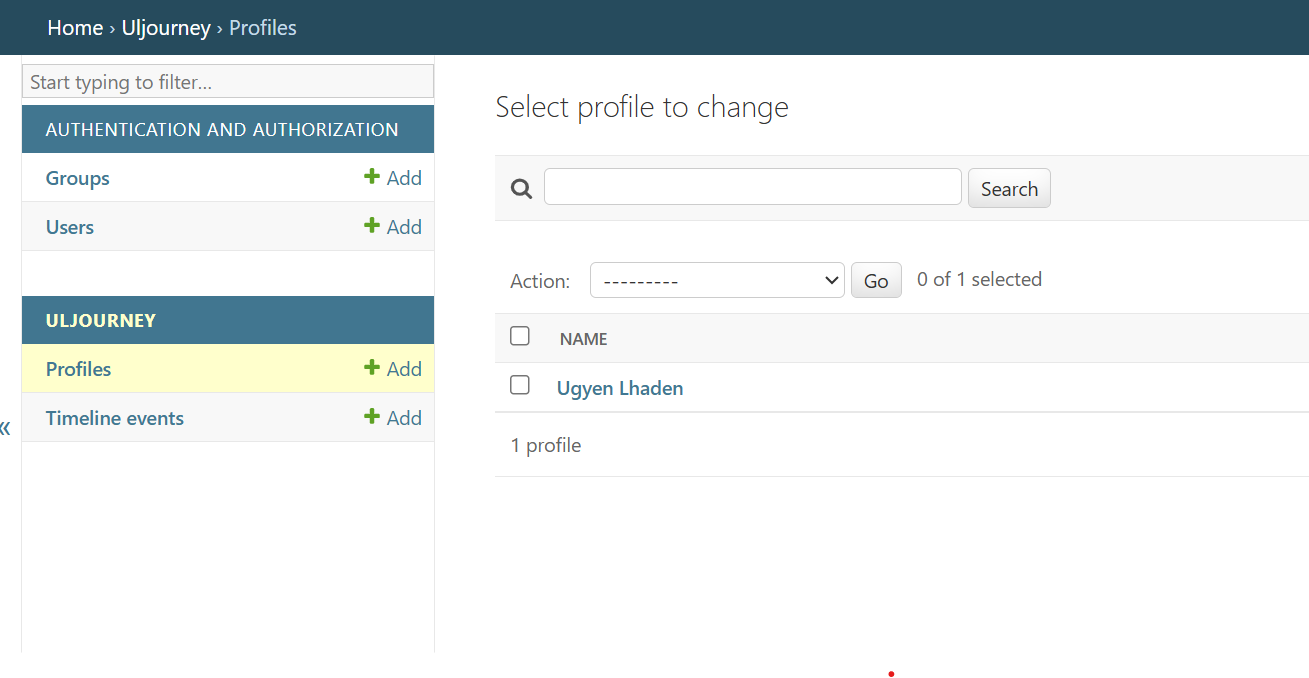 Home › Uljourney › Profiles
Start typing to filter...
AUTHENTICATION AND AUTHORIZATION
Groups + Add
Users + Add
ULJOURNEY
Profiles + Add
Timeline events + Add
«
Select profile to change
Search
Action: --------- Go 0 of 1 selected
NAME
Ugyen Lhaden
1 profile